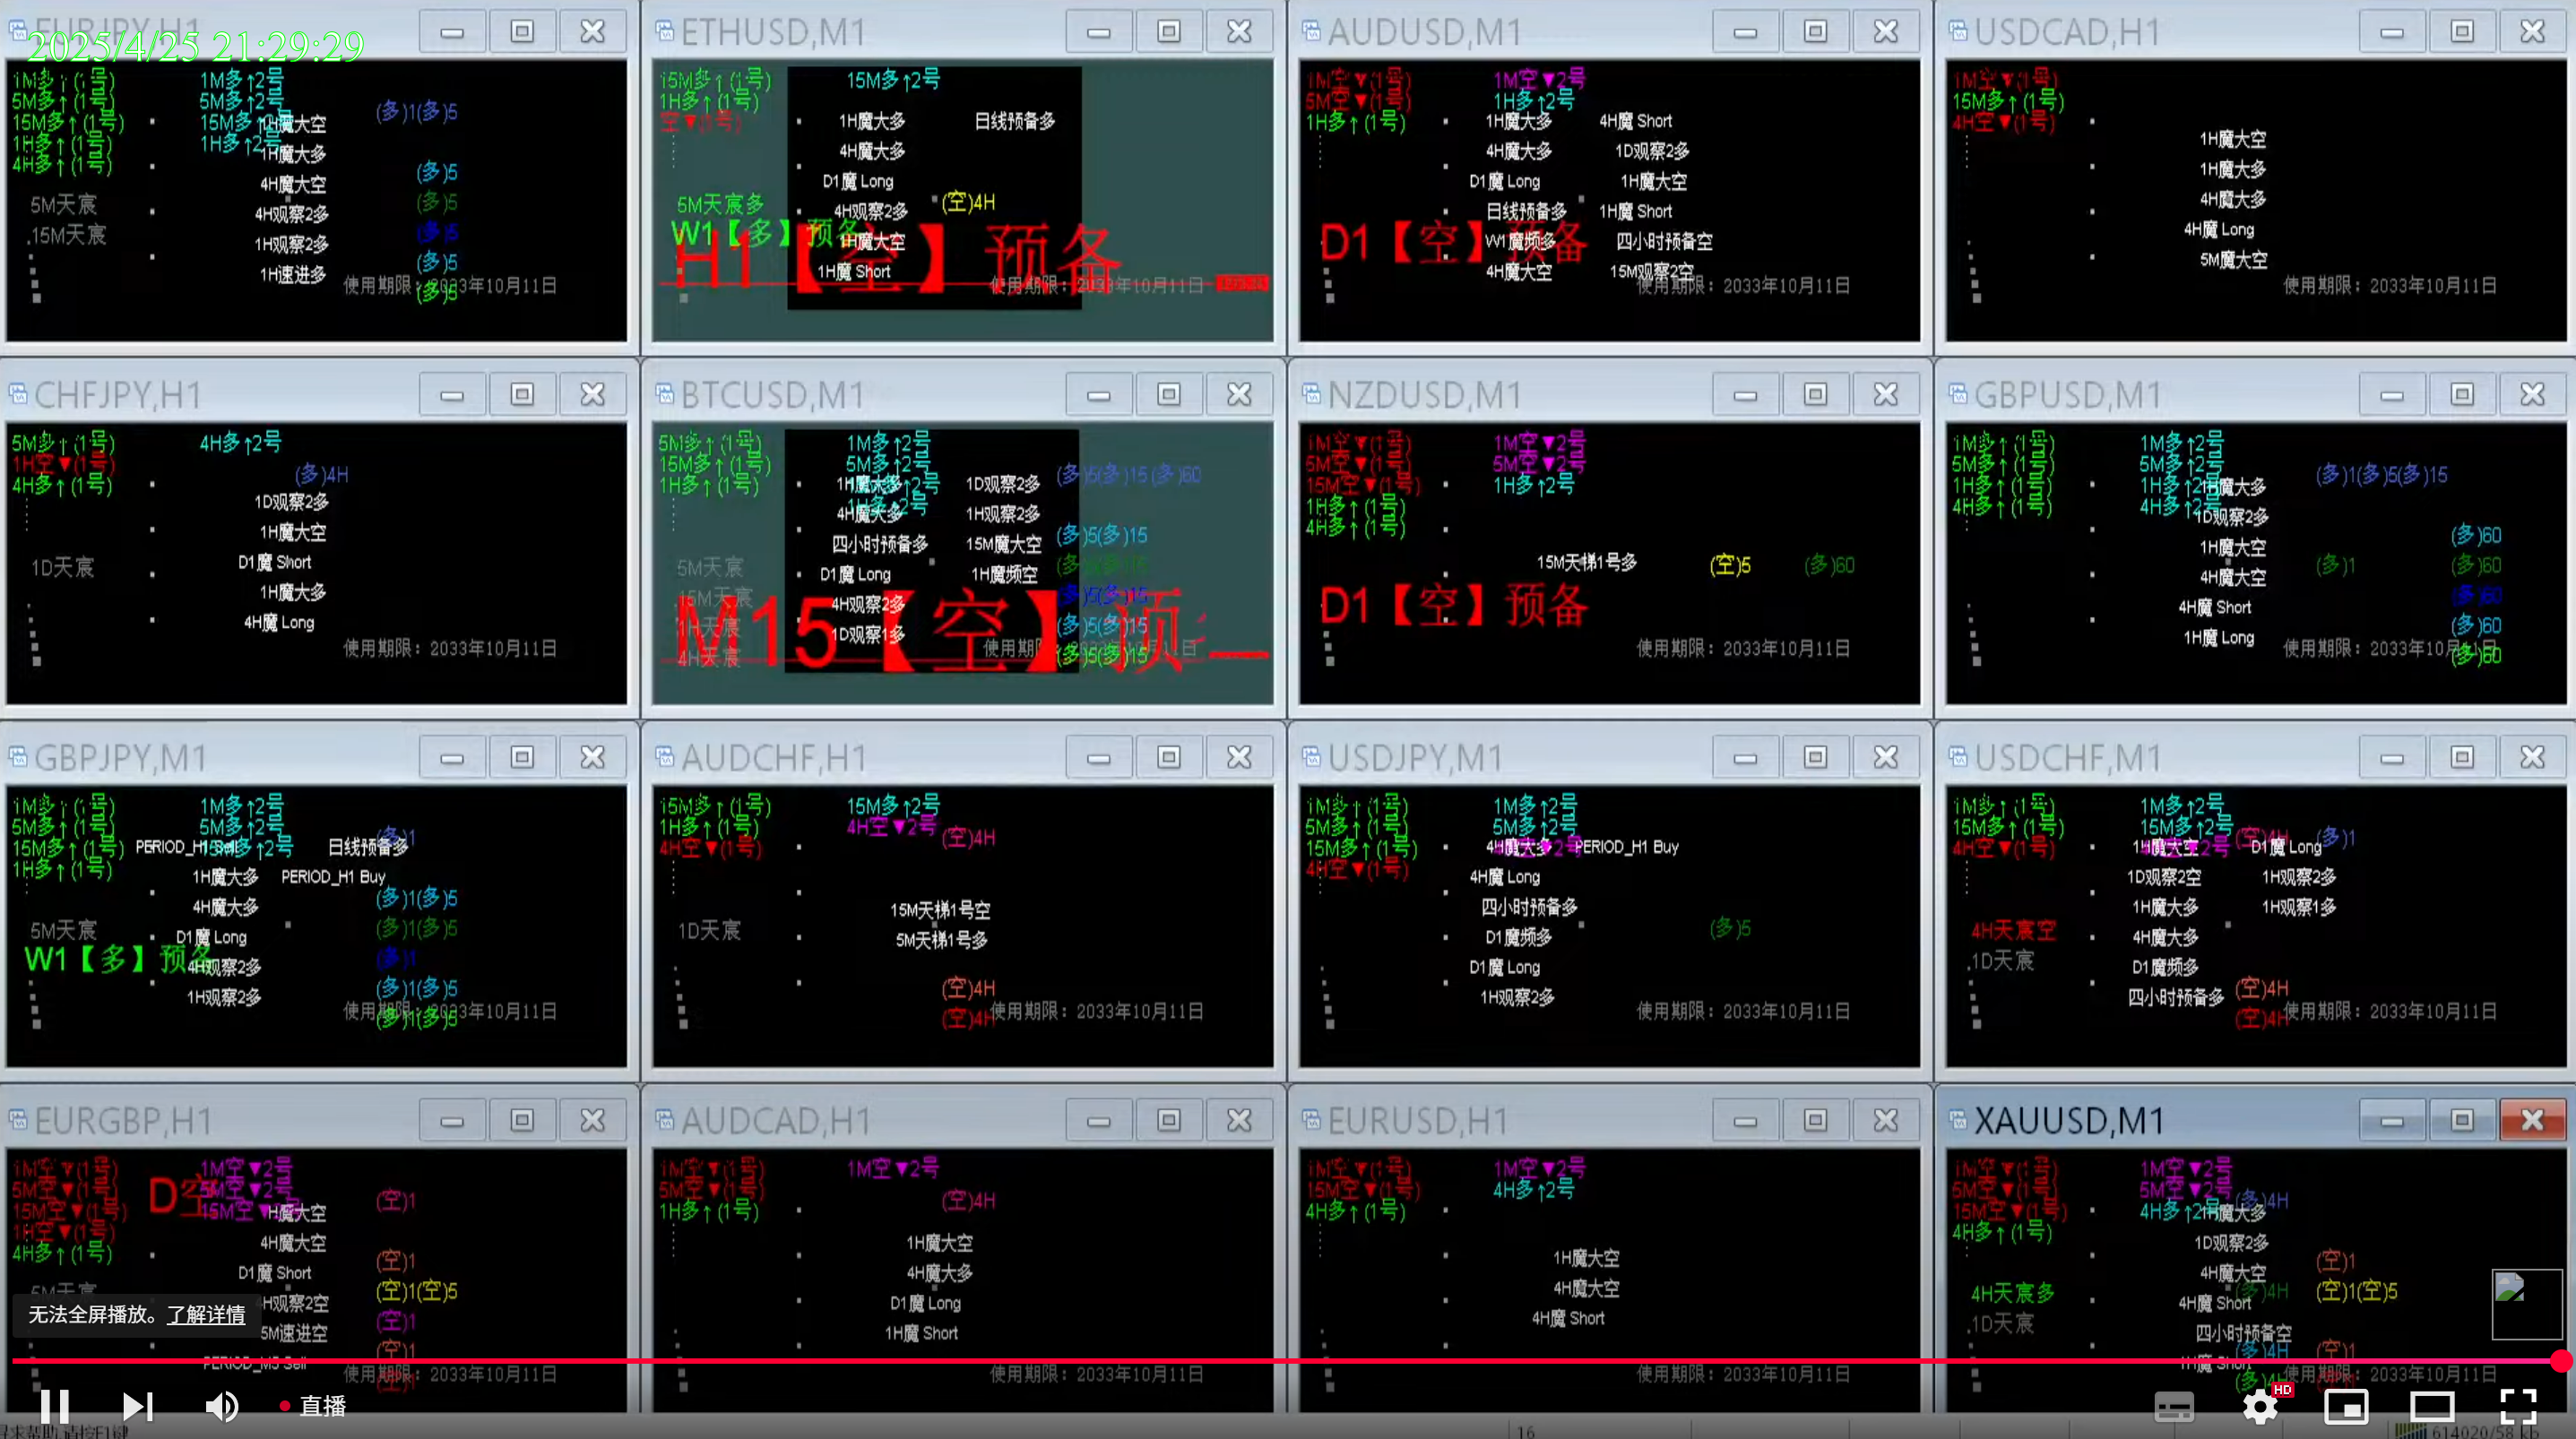 EURJPY,H1
2025/4/25 21:29:29
1M多↑(1号)
5M多↑(1号)
15M多↑(1号)
1H多↑(1号)
4H多↑(1号)
1M多↑2号
5M多↑2号
15M多↑2号
1H多↑2号
1H魔大空
1H魔大多
4H魔大空
4H观察2多
1H观察2多
1H速进多
(多)1(多)5
(多)5
(多)5
(多)5
(多)5
(多)5
5M天宸
15M天宸
使用期限：2033年10月11日
ETHUSD,M1
15M多↑(1号)
1H多↑(1号)
空▼(1号)
15M多↑2号
1H魔大多
日线预备多
4H魔大多
D1魔 Long
4H观察2多
(空)4H
1H魔大空
1H魔 Short
5M天宸多
W1【多】预备
H1【空】预备
使用期限：2033年10月11日
AUDUSD,M1
1M空▼(1号)
5M空▼(1号)
1H多↑(1号)
1M空▼2号
1H多↑2号
1H魔大多
4H魔 Short
4H魔大多
1D观察2多
D1魔 Long
1H魔大空
日线预备多
1H魔 Short
W1魔频多
四小时预备空
4H魔大空
15M观察2空
D1【空】预备
使用期限：2033年10月11日
USDCAD,H1
1M空▼(1号)
15M多↑(1号)
4H空▼(1号)
1H魔大空
1H魔大多
4H魔大多
4H魔 Long
5M魔大空
使用期限：2033年10月11日
CHFJPY,H1
5M多↑(1号)
1H空▼(1号)
4H多↑(1号)
4H多↑2号
(多)4H
1D观察2多
1H魔大空
D1魔 Short
1H魔大多
4H魔 Long
1D天宸
使用期限：2033年10月11日
BTCUSD,M1
5M多↑(1号)
15M多↑(1号)
1H多↑(1号)
1M多↑2号
5M多↑2号
1H多↑2号
1H魔大多
1D观察2多
(多)5(多)15(多)60
4H魔大多
1H观察2多
四小时预备多
15M魔大空
(多)5(多)15
D1魔 Long
1H魔频空
4H观察2多
(多)5(多)15
1D观察1多
(多)5(多)15
(多)5(多)15
5M天宸
15M天宸
1H天宸
4H天宸
M15【空】预
NZDUSD,M1
1M空▼(1号)
5M空▼(1号)
15M空▼(1号)
1H多↑(1号)
4H多↑(1号)
1M空▼2号
5M空▼2号
1H多↑2号
15M天梯1号多
(空)5
(多)60
D1【空】预备
使用期限：2033年10月11日
GBPUSD,M1
1M多↑(1号)
5M多↑(1号)
1H多↑(1号)
4H多↑(1号)
1M多↑2号
5M多↑2号
1H多↑2号
4H多↑2号
(多)1(多)5(多)15
1H魔大多
1D观察2多
1H魔大空
4H魔大空
4H魔 Short
1H魔 Long
(多)60
(多)1
(多)60
(多)60
(多)60
(多)60
使用期限：2033年10月11日
GBPJPY,M1
1M多↑(1号)
5M多↑(1号)
15M多↑(1号)
1H多↑(1号)
1M多↑2号
5M多↑2号
15M多↑2号
(多)1
日线预备多
1H魔大多
PERIOD_H1 Buy
4H魔大多
D1魔 Long
4H观察2多
1H观察2多
(多)1(多)5
(多)1(多)5
(多)1
(多)1(多)5
(多)1(多)5
5M天宸
W1【多】预备
使用期限：2033年10月11日
AUDCHF,H1
15M多↑(1号)
1H多↑(1号)
4H空▼(1号)
15M多↑2号
4H空▼2号
(空)4H
15M天梯1号空
5M天梯1号多
1D天宸
(空)4H
(空)4H
使用期限：2033年10月11日
USDJPY,M1
1M多↑(1号)
5M多↑(1号)
15M多↑(1号)
4H空▼(1号)
1M多↑2号
5M多↑2号
4H魔大多
PERIOD_H1 Buy
4H魔 Long
四小时预备多
D1魔频多
D1魔 Long
1H观察2多
(多)5
使用期限：2033年10月11日
USDCHF,M1
1M多↑(1号)
15M多↑(1号)
4H空▼(1号)
1M多↑2号
15M多↑2号
(空)4H
(多)1
1H魔大空
D1魔 Long
1D观察2空
1H观察2多
1H魔大多
1H观察1多
4H魔大多
D1魔频多
四小时预备多
4H天宸空
1D天宸
(空)4H
(空)4H
使用期限：2033年10月11日
EURGBP,H1
1M空▼(1号)
5M空▼(1号)
15M空▼(1号)
1H空▼(1号)
4H多↑(1号)
D空
1M空▼2号
5M空▼2号
15M空▼2号
(空)1
1H魔大空
4H魔大空
D1魔 Short
4H观察2空
5M速进空
PERIOD_M5 Sell
(空)1
(空)1(空)5
(空)1
(空)1
5M天宸
使用期限：2033年10月11日
AUDCAD,H1
1M空▼(1号)
5M空▼(1号)
1H多↑(1号)
1M空▼2号
(空)4H
1H魔大空
4H魔大多
D1魔 Long
1H魔 Short
使用期限：2033年10月11日
EURUSD,H1
1M空▼(1号)
15M空▼(1号)
4H多↑(1号)
1M空▼2号
4H多↑2号
1H魔大空
4H魔大空
4H魔 Short
使用期限：2033年10月11日
XAUUSD,M1
1M空▼(1号)
5M空▼(1号)
15M空▼(1号)
4H多↑(1号)
1M空▼2号
5M空▼2号
4H多↑2号
(多)4H
1H魔大多
1D观察2多
4H魔大空
4H魔 Short
四小时预备空
1H魔 Short
(空)1
(多)4H
(空)1(空)5
(多)4H
(空)1
4H天宸多
1D天宸
使用期限：2033年10月11日
无法全屏播放。了解详情
直播
HD
16
614020/58 kb